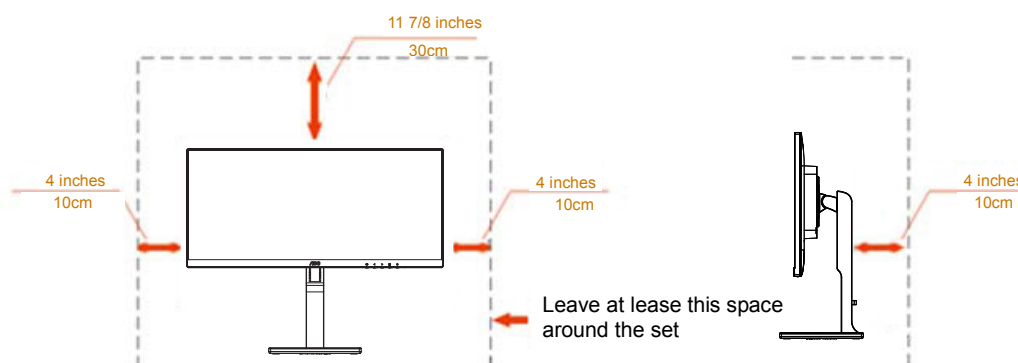 11 7/8 inches
30cm
4 inches
10cm
4 inches
10cm
4 inches
10cm
AOC
Leave at lease this space
around the set